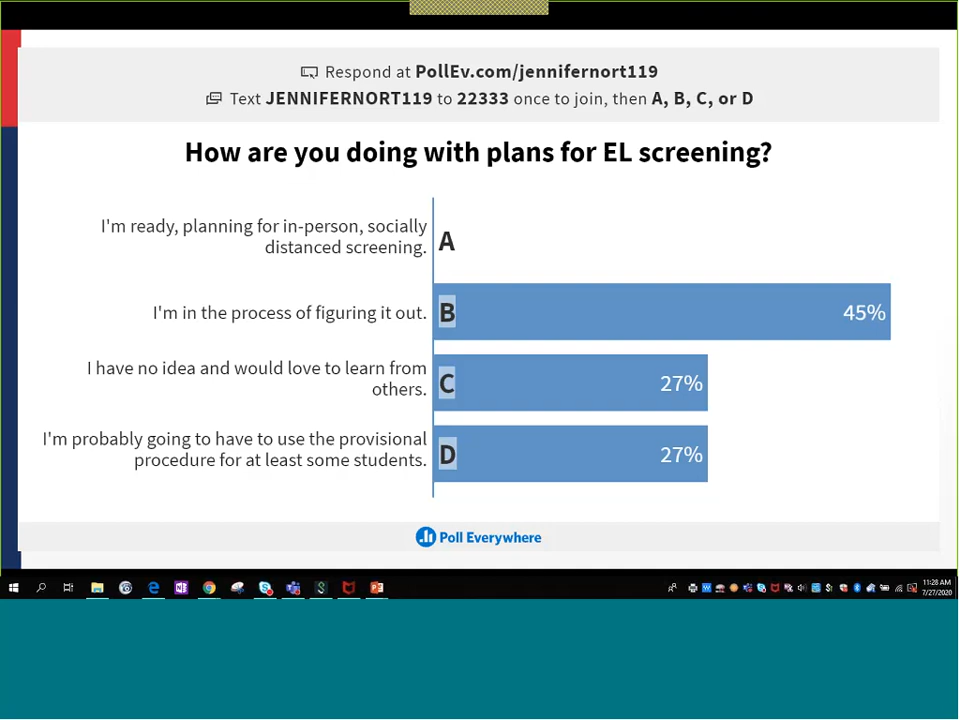 Respond at PollEv.com/jennifernort119
Text JENNIFERNORT119 to 22333 once to join, then A, B, C, or D
How are you doing with plans for EL screening?
I'm ready, planning for in-person, socially
distanced screening.
A
I'm in the process of figuring it out.
B
45%
I have no idea and would love to learn from
others.
C
27%
I'm probably going to have to use the provisional
procedure for at least some students.
D
27%
Poll Everywhere
11:28 AM
7/27/2020